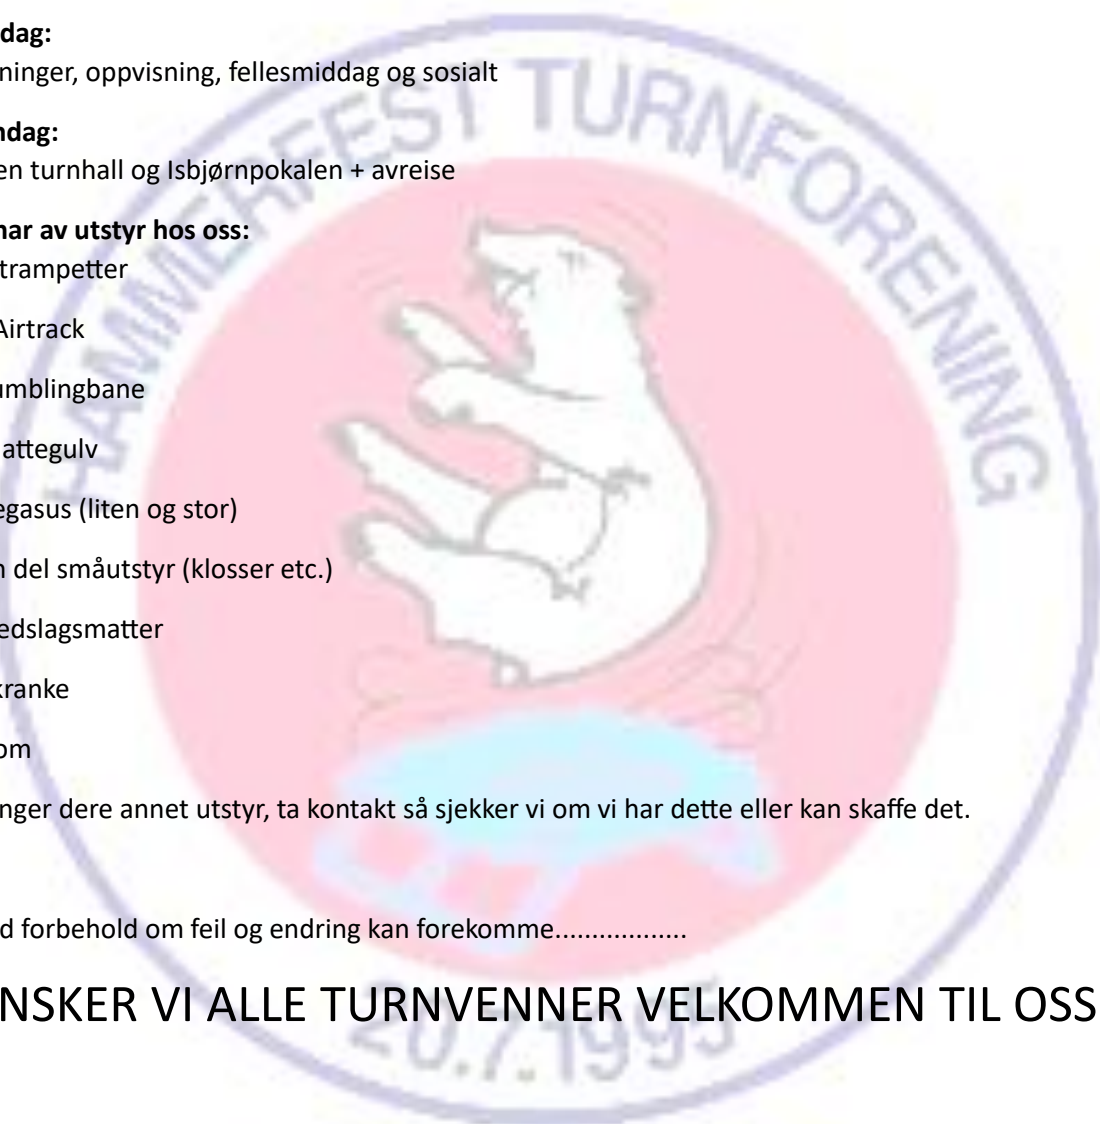 dag:
ninger, oppvisning, fellesmiddag og sosialt
ndag:
en turnhall og Isbjørnpokalen + avreise
har av utstyr hos oss:
trampetter
Airtrack
umblingbane
attegulv
egasus (liten og stor)
n del småutstyr (klosser etc.)
edslagsmatter
kranke
om
nger dere annet utstyr, ta kontakt så sjekker vi om vi har dette eller kan skaffe det.
d forbehold om feil og endring kan forekomme..................
NSKER VI ALLE TURNVENNER VELKOMMEN TIL OSS
HAMMERFEST TURNFORENING
20.7.1995